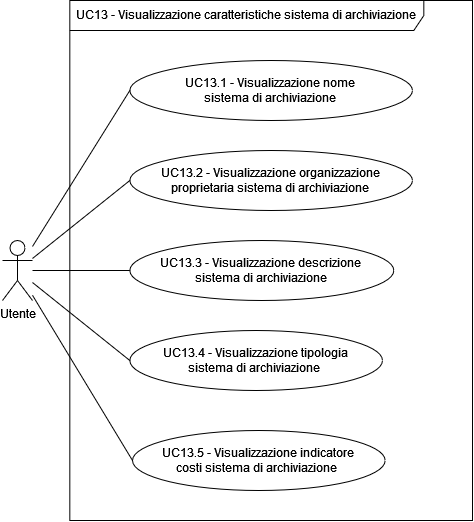 UC13 - Visualizzazione caratteristiche sistema di archiviazione
UC13.1 - Visualizzazione nome
sistema di archiviazione
UC13.2 - Visualizzazione organizzazione
proprietaria sistema di archiviazione
UC13.3 - Visualizzazione descrizione
sistema di archiviazione
Utente
UC13.4 - Visualizzazione tipologia
sistema di archiviazione
UC13.5 - Visualizzazione indicatore
costi sistema di archiviazione